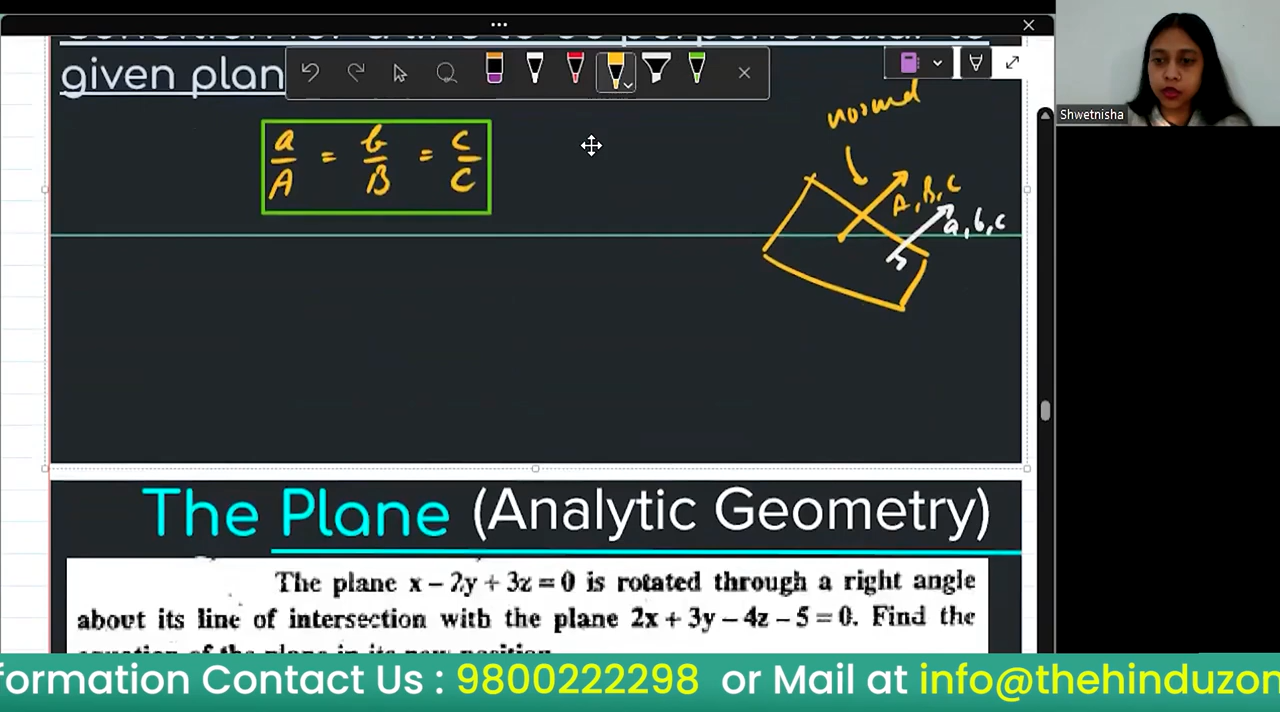 given plan
normal
a/A = b/B = c/C
A, B, C
a, b, c
Shwetnisha
The Plane (Analytic Geometry)
The plane x – 2y + 3z = 0 is rotated through a right angle
about its line of intersection with the plane 2x + 3y – 4z – 5 = 0. Find the
formation Contact Us : 9800222298 or Mail at info@thehinduzon